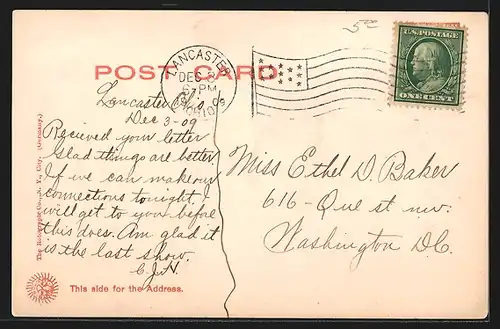 POST CARD
LANCASTER
DEC 3
6-PM
09
OHIO
U.S. POSTAGE
ONE CENT
Lancaster O.
Dec 3-09
Recieved your letter
Glad things are better
If we can make our
connections tonight, I
will get to you before
this does. Am glad it
is the last show.
Miss Ethel D. Baker
616- Que st nw.
Washington DC.
The Rotograph Co., N. Y. City. (Germany.)
This side for the Address.